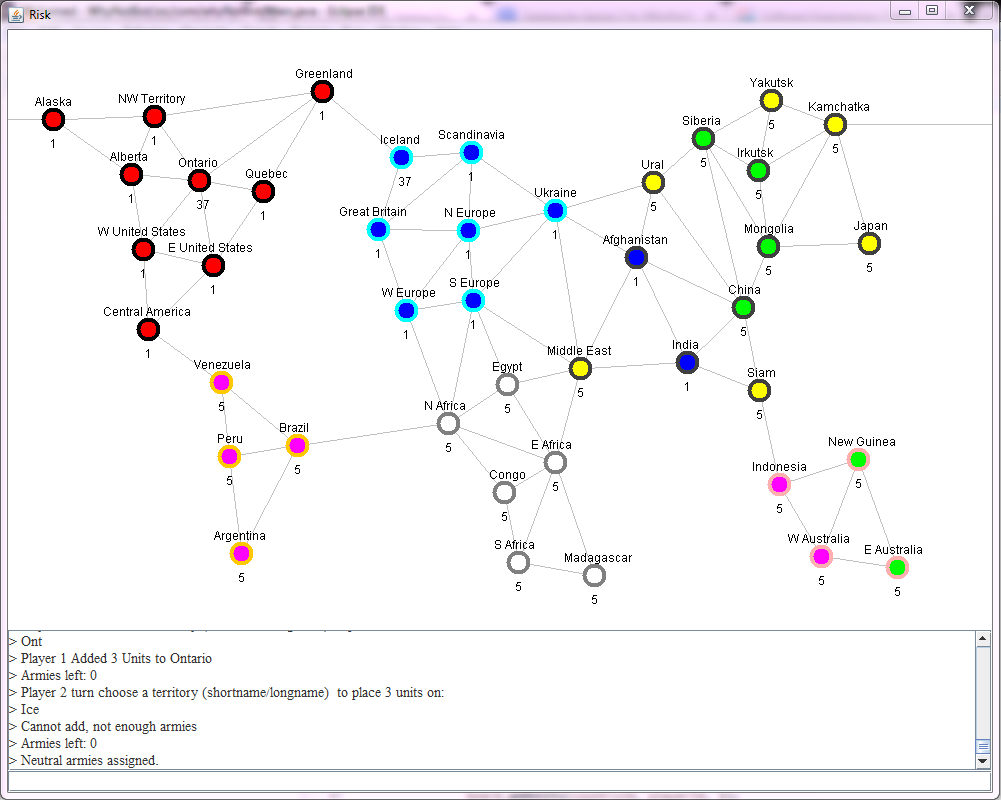 Risk
Greenland
1
Alaska
1
NW Territory
1
Alberta
1
Ontario
37
Quebec
1
W United States
1
E United States
1
Central America
1
Venezuela
5
Peru
5
Brazil
5
Argentina
5
Iceland
37
Scandinavia
1
Great Britain
1
N Europe
1
Ukraine
1
W Europe
1
S Europe
1
Egypt
5
N Africa
5
E Africa
5
Congo
5
S Africa
5
Madagascar
5
Middle East
5
Ural
5
Afghanistan
1
India
1
Siberia
5
Yakutsk
5
Kamchatka
5
Irkutsk
5
Mongolia
5
Japan
5
China
5
Siam
5
Indonesia
5
New Guinea
5
W Australia
5
E Australia
5
> Ont
> Player 1 Added 3 Units to Ontario
> Armies left: 0
> Player 2 turn choose a territory (shortname/longname)  to place 3 units on:
> Ice
> Cannot add, not enough armies
> Armies left: 0
> Neutral armies assigned.